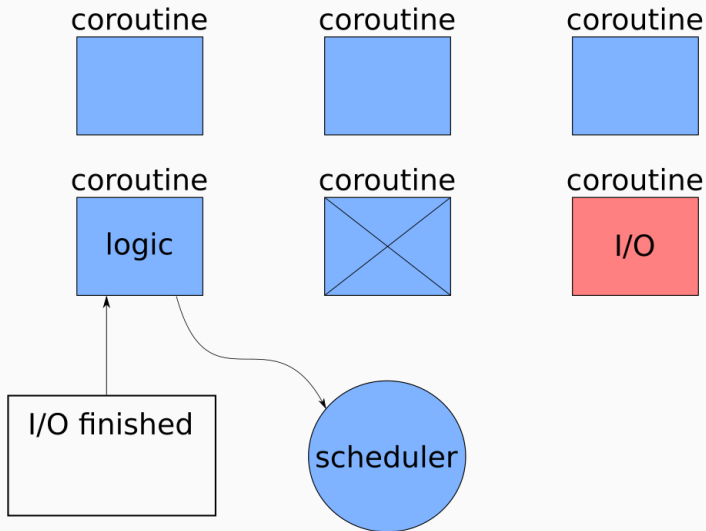 coroutine
coroutine
coroutine
coroutine
coroutine
coroutine
logic
I/O
I/O finished
scheduler